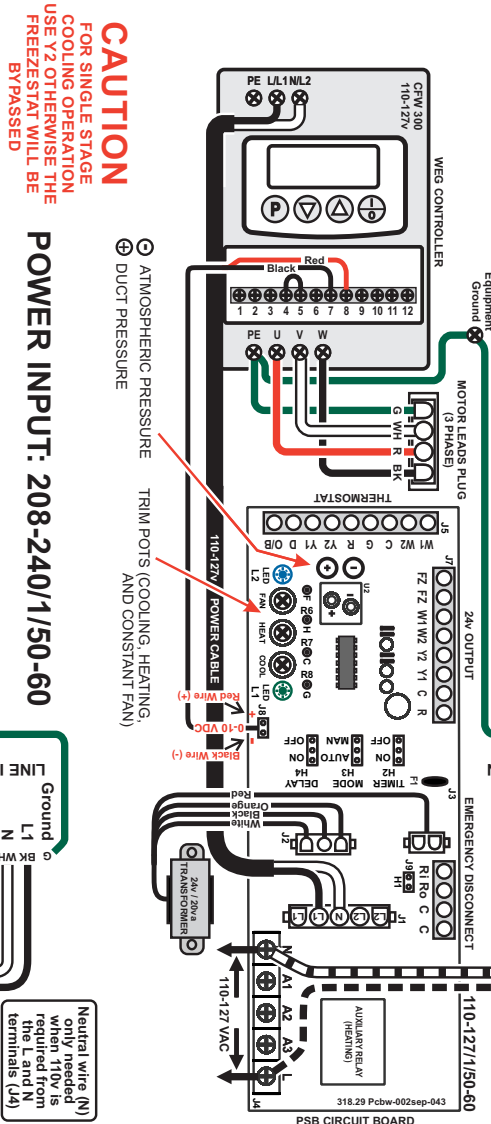 CAUTION
FOR SINGLE STAGE
COOLING OPERATION
USE Y2 OTHERWISE THE
FREEZESTAT WILL BE
BYPASSED
POWER INPUT: 208-240/1/50-60
⊖ ATMOSPHERIC PRESSURE
⊕ DUCT PRESSURE
TRIM POTS (COOLING, HEATING,
AND CONSTANT FAN)
WEG CONTROLLER
CFW 300
110-127v
PE L/L1 N/L2
P
I
0
Red
Black
1 2 3 4 5 6 7 8 9 10 11 12
PE U V W
Equipment
Ground
MOTOR LEADS PLUG
(3 PHASE)
G WH R BK
110-127v POWER CABLE
THERMOSTAT
J5
O/B D Y1 Y2 R G C W2 W1
J7
24V OUTPUT
FZ FZ W1 W2 Y2 Y1 C R
U2
L2
LED
FAN
HEAT
COOL
LED
L1
F
R6
H
R7
C
R8
G
J8
Red Wire (+)
+
0-10 VDC
-
Black Wire (-)
OFF
ON
H4
DELAY
MAN
AUTO
H3
MODE
OFF
ON
H2
TIMER
F1
J3
EMERGENCY DISCONNECT
Ri Ro C C
J9
H1
Red
Orange
Black
White
J2
24v / 20va
TRANSFORMER
J1
L1 L1 N L2 L2
N A1 A2 A3 L
J4
110-127 VAC
AUXILIARY RELAY
(HEATING)
110-127/1/50-60
318.29 Pcbw-002sep-043
PSB CIRCUIT BOARD
Ground
L1
N
G
BK
Neutral wire (N)
only needed
when 110v is
required from
the L and N
terminals (J4)